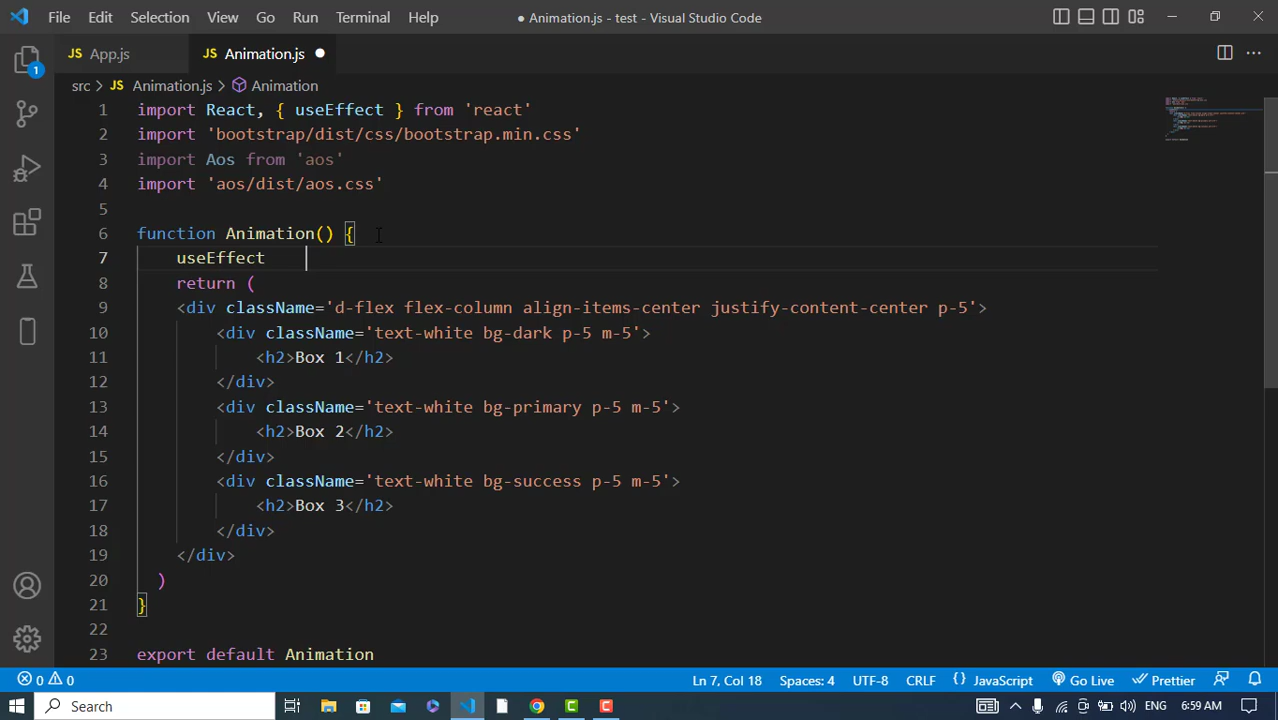 File Edit Selection View Go Run Terminal Help ● Animation.js - test - Visual Studio Code
JS App.js JS Animation.js ●
src > JS Animation.js > Animation
1 import React, { useEffect } from 'react'
2 import 'bootstrap/dist/css/bootstrap.min.css'
3 import Aos from 'aos'
4 import 'aos/dist/aos.css'
5
6 function Animation() {
7 useEffect
8 return (
9 <div className='d-flex flex-column align-items-center justify-content-center p-5'>
10 <div className='text-white bg-dark p-5 m-5'>
11 <h2>Box 1</h2>
12 </div>
13 <div className='text-white bg-primary p-5 m-5'>
14 <h2>Box 2</h2>
15 </div>
16 <div className='text-white bg-success p-5 m-5'>
17 <h2>Box 3</h2>
18 </div>
19 </div>
20 )
21 }
22
23 export default Animation
1
0 0 Ln 7, Col 18 Spaces: 4 UTF-8 CRLF {} JavaScript Go Live Prettier
Search ENG 6:59 AM